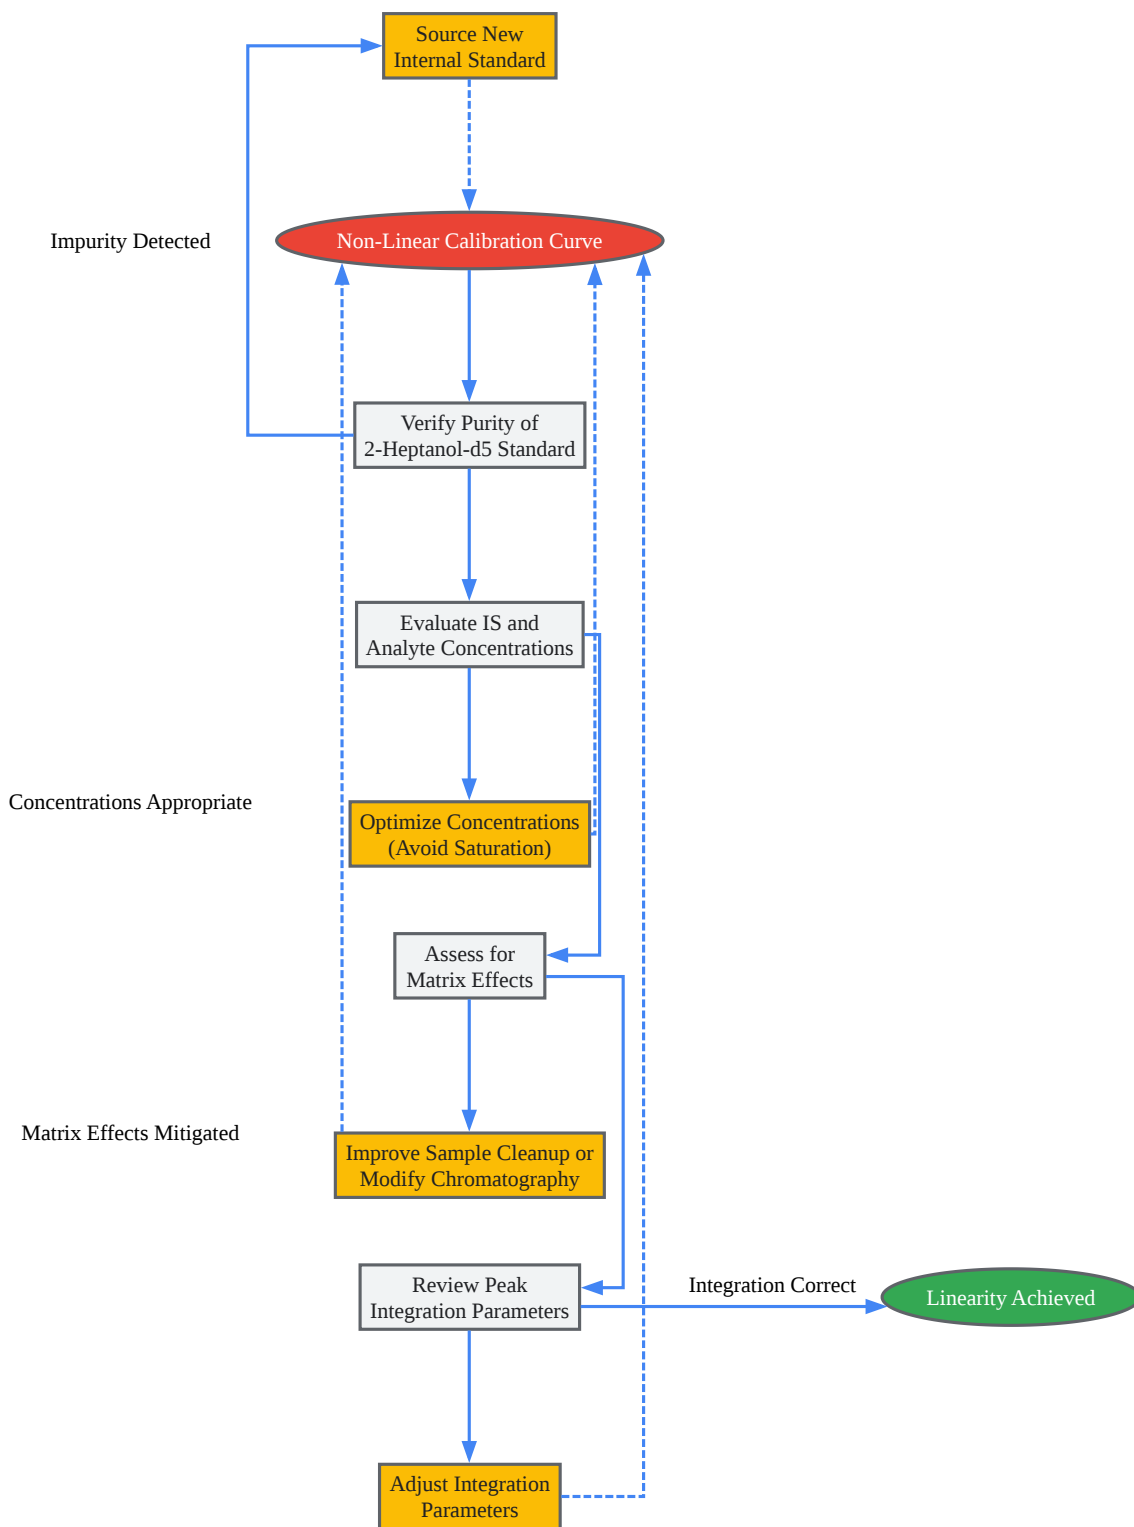 Source New
Internal Standard
Impurity Detected
Non-Linear Calibration Curve
Verify Purity of
2-Heptanol-d5 Standard
Evaluate IS and
Analyte Concentrations
Concentrations Appropriate
Optimize Concentrations
(Avoid Saturation)
Assess for
Matrix Effects
Matrix Effects Mitigated
Improve Sample Cleanup or
Modify Chromatography
Review Peak
Integration Parameters
Integration Correct
Linearity Achieved
Adjust Integration
Parameters